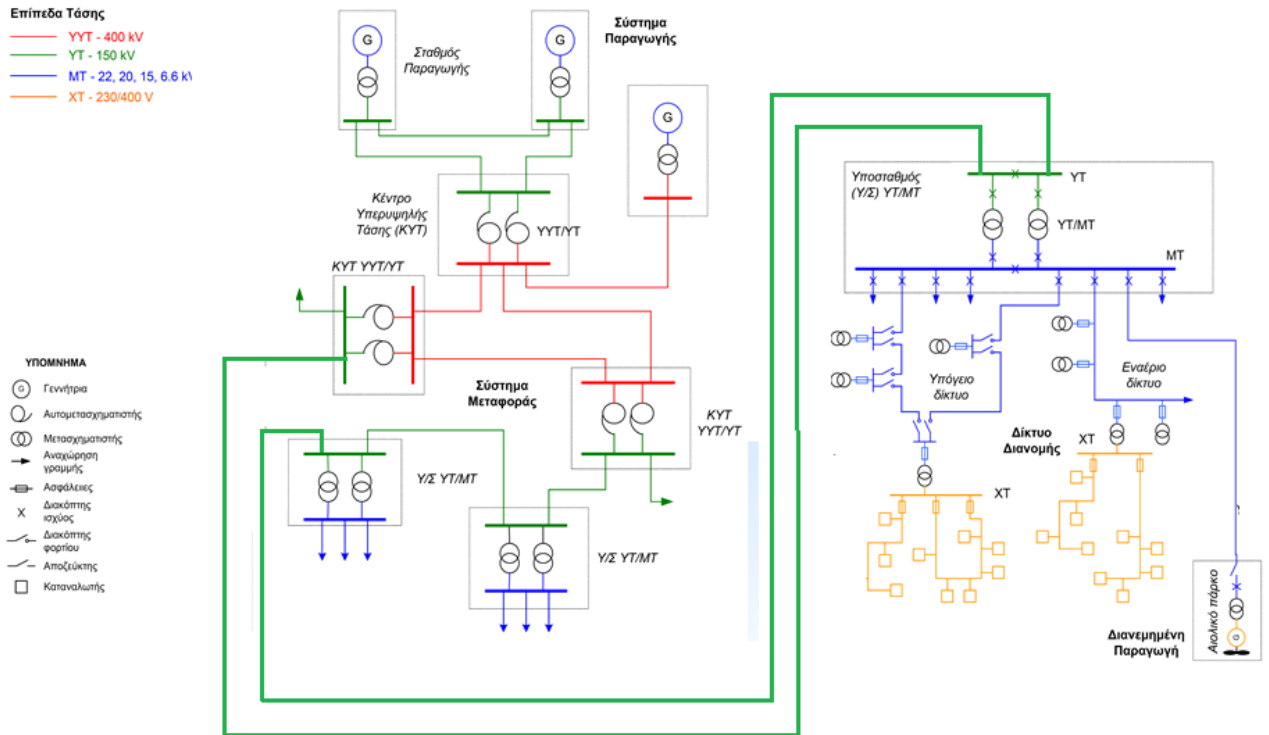 Επίπεδα Τάσης
ΥΥΤ - 400 kV
ΥΤ - 150 kV
ΜΤ - 22, 20, 15, 6.6 k\
ΧΤ - 230/400 V
G
Σταθμός
Παραγωγής
G
Σύστημα
Παραγωγής
G
Κέντρο
Υπερυψηλής
Τάσης (ΚΥΤ)
ΥΥΤ/ΥΤ
ΚΥΤ ΥΥΤ/ΥΤ
Σύστημα
Μεταφοράς
ΚΥΤ
ΥΥΤ/ΥΤ
Υ/Σ ΥΤ/ΜΤ
Υ/Σ ΥΤ/ΜΤ
ΥΠΟΜΝΗΜΑ
G Γεννήτρια
Αυτομετασχηματιστής
Μετασχηματιστής
Αναχώρηση
γραμμής
Ασφάλειες
X Διακόπτης
ισχύος
Διακόπτης
φορτίου
Αποζεύκτης
Καταναλωτής
Υποσταθμός
(Υ/Σ) ΥΤ/ΜΤ
ΥΤ
ΥΤ/ΜΤ
ΜΤ
Υπόγειο
δίκτυο
Εναέριο
δίκτυο
Δίκτυο
Διανομής
ΧΤ
ΧΤ
Διανεμημένη
Παραγωγή
Αιολικό πάρκο
G